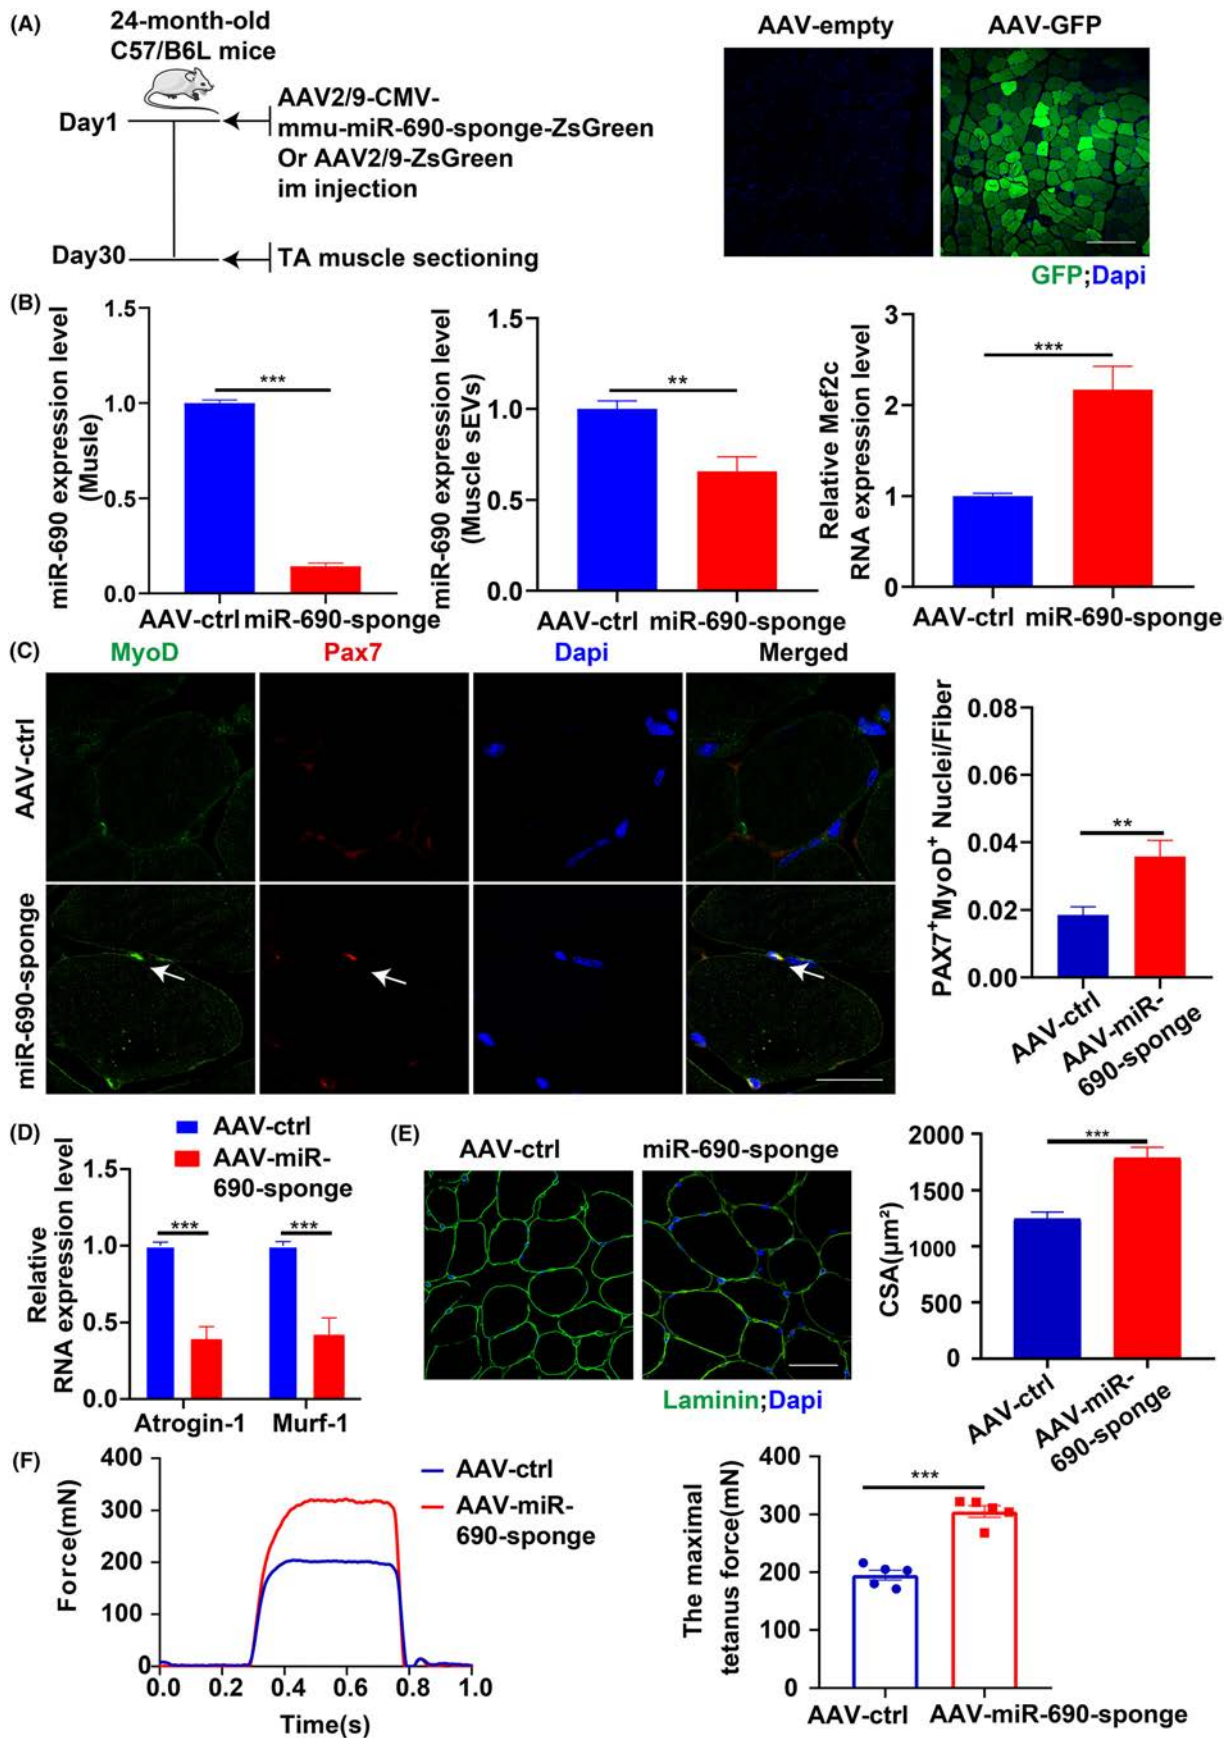 (A)
24-month-old
C57/B6L mice
Day1
AAV2/9-CMV-
mmu-miR-690-sponge-ZsGreen
Or AAV2/9-ZsGreen
im injection
Day30
TA muscle sectioning
AAV-empty
AAV-GFP
GFP;Dapi
(B)
miR-690 expression level
(Musle)
1.5
1.0
0.5
0.0
***
AAV-ctrl miR-690-sponge
miR-690 expression level
(Muscle sEVs)
1.5
1.0
0.5
0.0
**
AAV-ctrl miR-690-sponge
Relative Mef2c
RNA expression level
3
2
1
0
***
AAV-ctrl miR-690-sponge
(C)
MyoD
Pax7
Dapi
Merged
AAV-ctrl
miR-690-sponge
PAX7+MyoD+ Nuclei/Fiber
0.08
0.06
0.04
0.02
0.00
**
AAV-ctrl
AAV-miR-
690-sponge
(D)
AAV-ctrl
AAV-miR-
690-sponge
Relative
RNA expression level
1.5
1.0
0.5
0.0
***
***
Atrogin-1
Murf-1
(E)
AAV-ctrl
miR-690-sponge
Laminin;Dapi
CSA(µm²)
2000
1500
1000
500
0
***
AAV-ctrl
AAV-miR-
690-sponge
(F)
Force(mN)
400
300
200
100
0
0.0 0.2 0.4 0.6 0.8 1.0
Time(s)
AAV-ctrl
AAV-miR-
690-sponge
The maximal
tetanus force(mN)
400
300
200
100
0
***
AAV-ctrl
AAV-miR-690-sponge